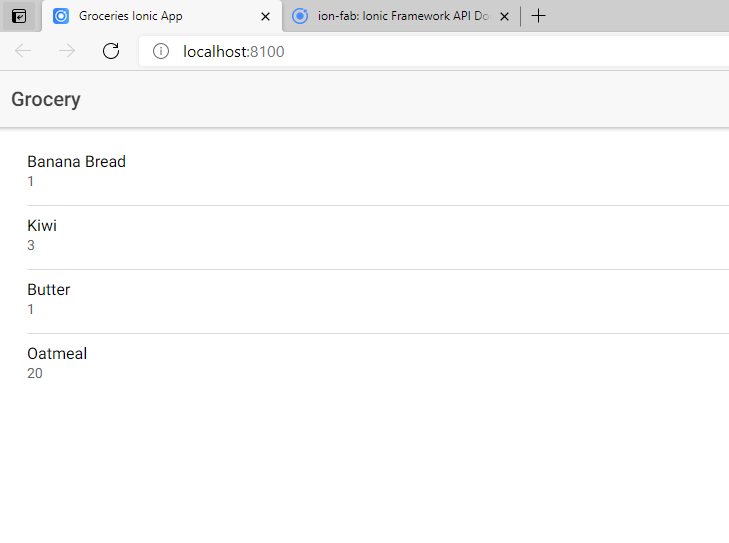 Groceries Ionic App
ion-fab: Ionic Framework API Do
localhost:8100
Grocery
Banana Bread
1
Kiwi
3
Butter
1
Oatmeal
20